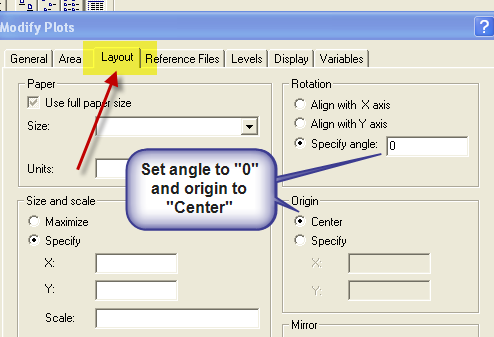 Modify Plots
?
General Area Layout Reference Files Levels Display Variables
Paper
Use full paper size
Size:
Units:
Rotation
Align with X axis
Align with Y axis
Specify angle: 0
Set angle to "0"
and origin to
"Center"
Size and scale
Maximize
Specify
X:
Y:
Scale:
Origin
Center
Specify
X:
Y:
Mirror